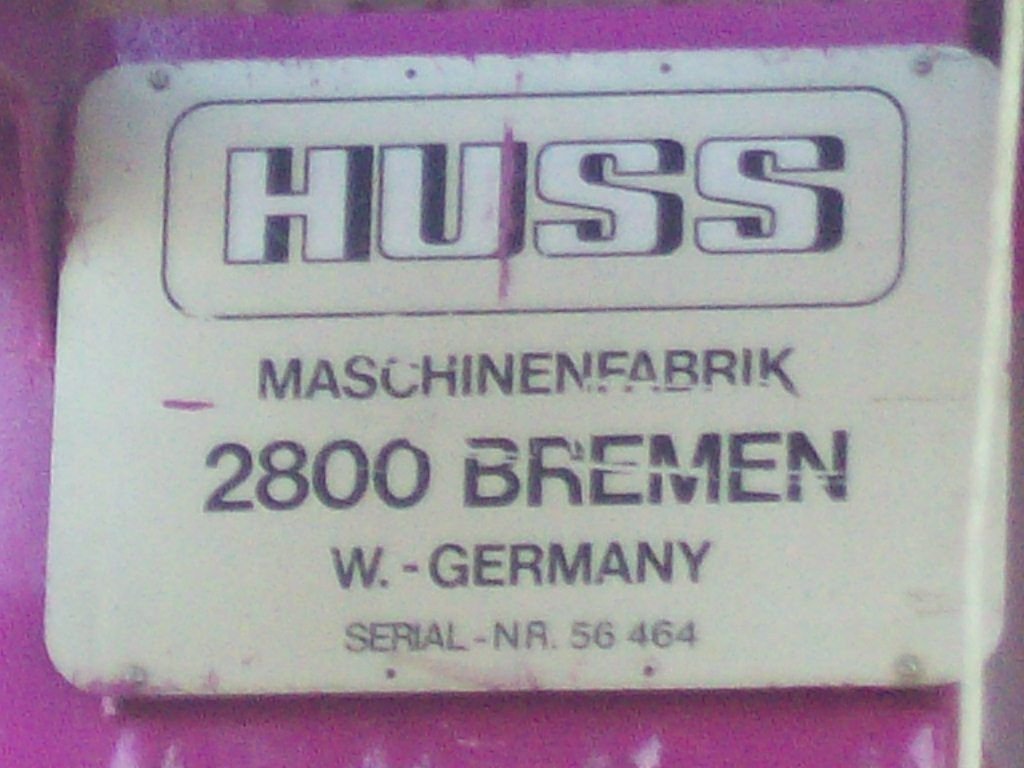 HUSS
MASCHINENFABRIK
2800 BREMEN
W.-GERMANY
SERIAL-NR. 56 464